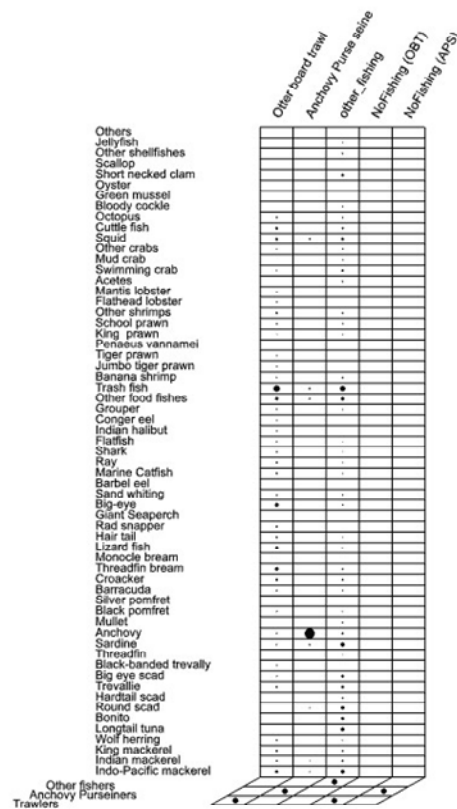 Otter board trawl
Anchovy Purse seine
other_fishing
NoFishing (OBT)
NoFishing (APS)
Others
Jellyfish
Other shellfishes
Scallop
Short necked clam
Oyster
Green mussel
Bloody cockle
Octopus
Cuttle fish
Squid
Other crabs
Mud crab
Swimming crab
Acetes
Mantis lobster
Flathead lobster
Other shrimps
School prawn
King prawn
Penaeus vannamei
Tiger prawn
Jumbo tiger prawn
Banana shrimp
Trash fish
Other food fishes
Grouper
Conger eel
Indian halibut
Flatfish
Shark
Ray
Marine Catfish
Barbel eel
Sand whiting
Big-eye
Giant Seaperch
Rad snapper
Hair tail
Lizard fish
Monocle bream
Threadfin bream
Croacker
Barracuda
Silver pomfret
Black pomfret
Mullet
Anchovy
Sardine
Threadfin
Black-banded trevally
Big eye scad
Trevallie
Hardtail scad
Round scad
Bonito
Longtail tuna
Wolf herring
King mackerel
Indian mackerel
Indo-Pacific mackerel
Other fishers
Anchovy Purseiners
Trawlers